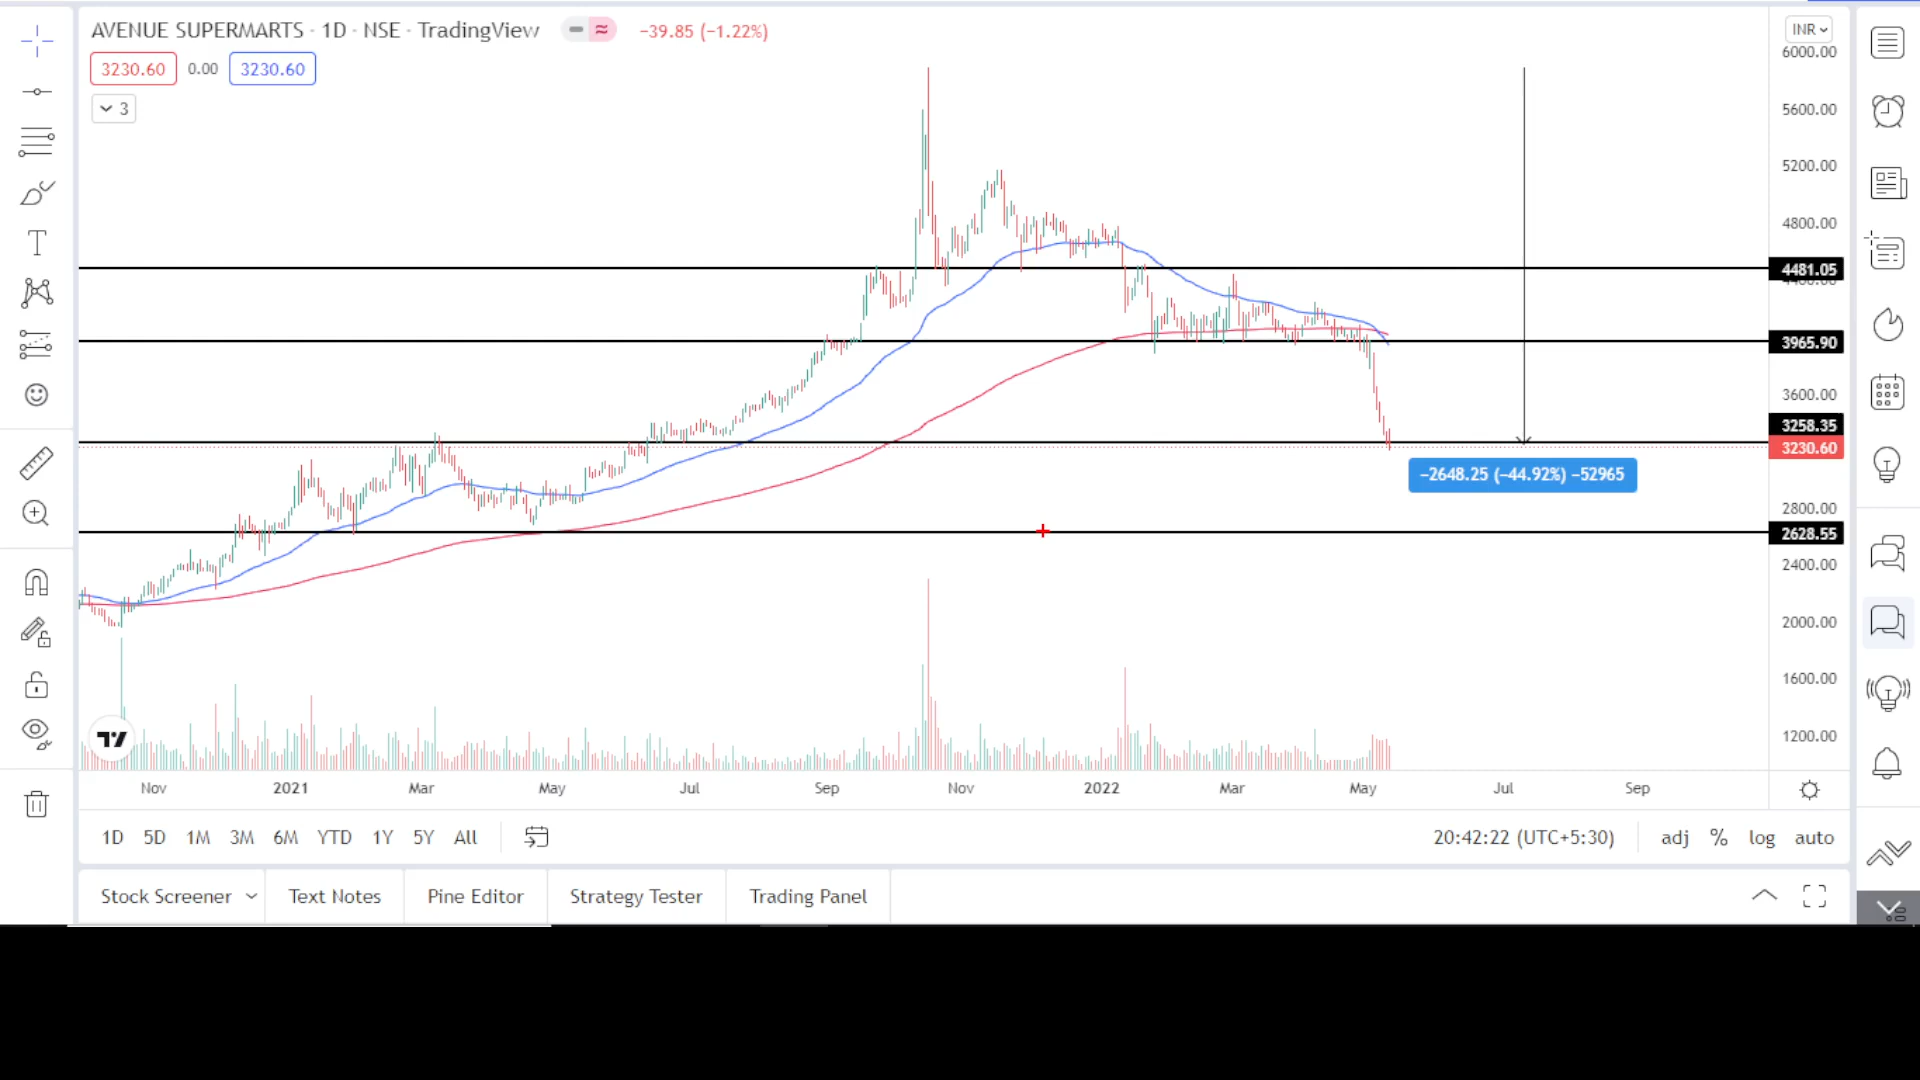 AVENUE SUPERMARTS · 1D · NSE · TradingView −39.85 (−1.22%)
3230.60 0.00 3230.60
3
INR
6000.00
5600.00
5200.00
4800.00
4481.05
3965.90
3600.00
3258.35
3230.60
−2648.25 (−44.92%) −52965
2800.00
2628.55
2400.00
2000.00
1600.00
1200.00
Nov 2021 Mar May Jul Sep Nov 2022 Mar May Jul Sep
1D 5D 1M 3M 6M YTD 1Y 5Y All 20:42:22 (UTC+5:30) adj % log auto
Stock Screener Text Notes Pine Editor Strategy Tester Trading Panel